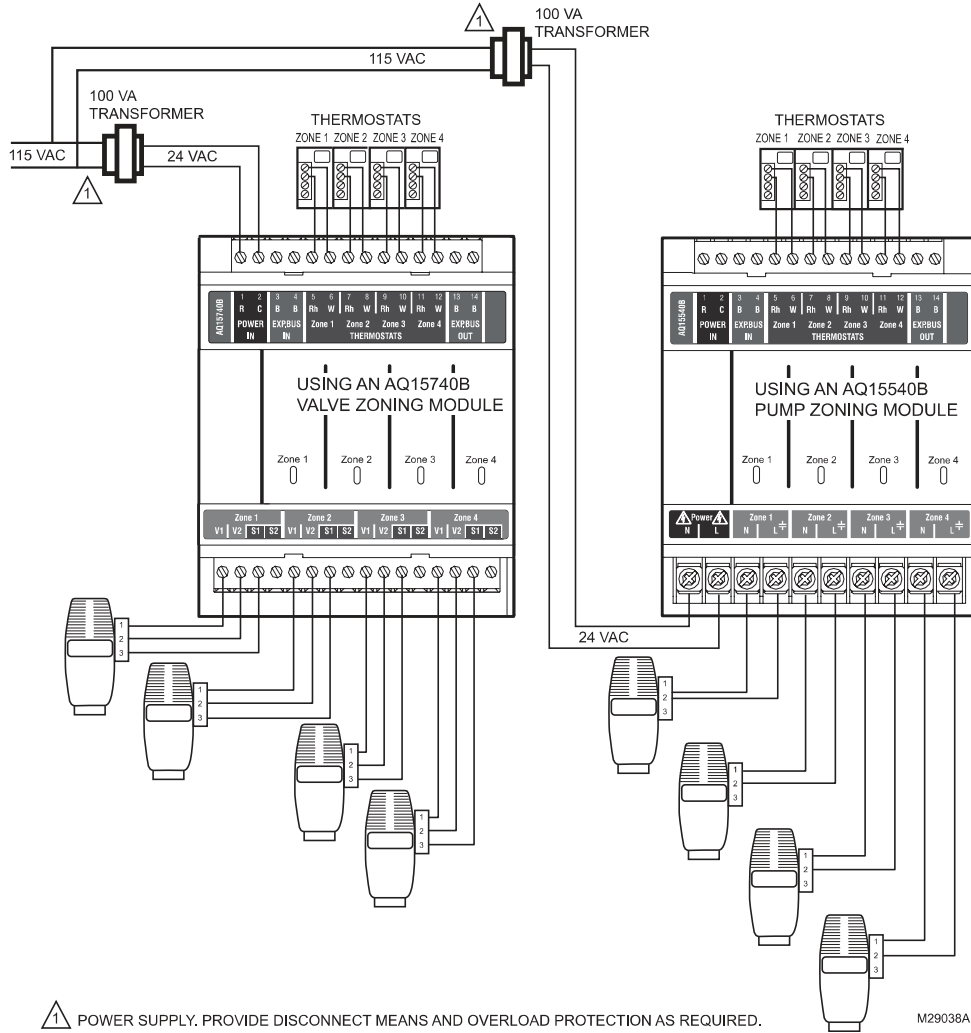 100 VA
TRANSFORMER
1
115 VAC
100 VA
TRANSFORMER
115 VAC
24 VAC
1
THERMOSTATS
ZONE 1 ZONE 2 ZONE 3 ZONE 4
THERMOSTATS
ZONE 1 ZONE 2 ZONE 3 ZONE 4
AQ15740B
1 2 3 4 5 6 7 8 9 10 11 12 13 14
R C B B Rh W Rh W Rh W Rh W B B
POWER IN EXP.BUS IN Zone 1 Zone 2 Zone 3 Zone 4 EXP.BUS OUT
THERMOSTATS
USING AN AQ15740B
VALVE ZONING MODULE
Zone 1 Zone 2 Zone 3 Zone 4
Zone 1 Zone 2 Zone 3 Zone 4
V1 V2 S1 S2 V1 V2 S1 S2 V1 V2 S1 S2 V1 V2 S1 S2
1
2
3
1
2
3
1
2
3
1
2
3
AQ15540B
1 2 3 4 5 6 7 8 9 10 11 12 13 14
R C B B Rh W Rh W Rh W Rh W B B
POWER IN EXP.BUS IN Zone 1 Zone 2 Zone 3 Zone 4 EXP.BUS OUT
THERMOSTATS
USING AN AQ15540B
PUMP ZONING MODULE
Zone 1 Zone 2 Zone 3 Zone 4
Power Zone 1 Zone 2 Zone 3 Zone 4
N L N L N L N L N L
24 VAC
1
2
3
1
2
3
1
2
3
1
2
3
1 POWER SUPPLY. PROVIDE DISCONNECT MEANS AND OVERLOAD PROTECTION AS REQUIRED.
M29038A